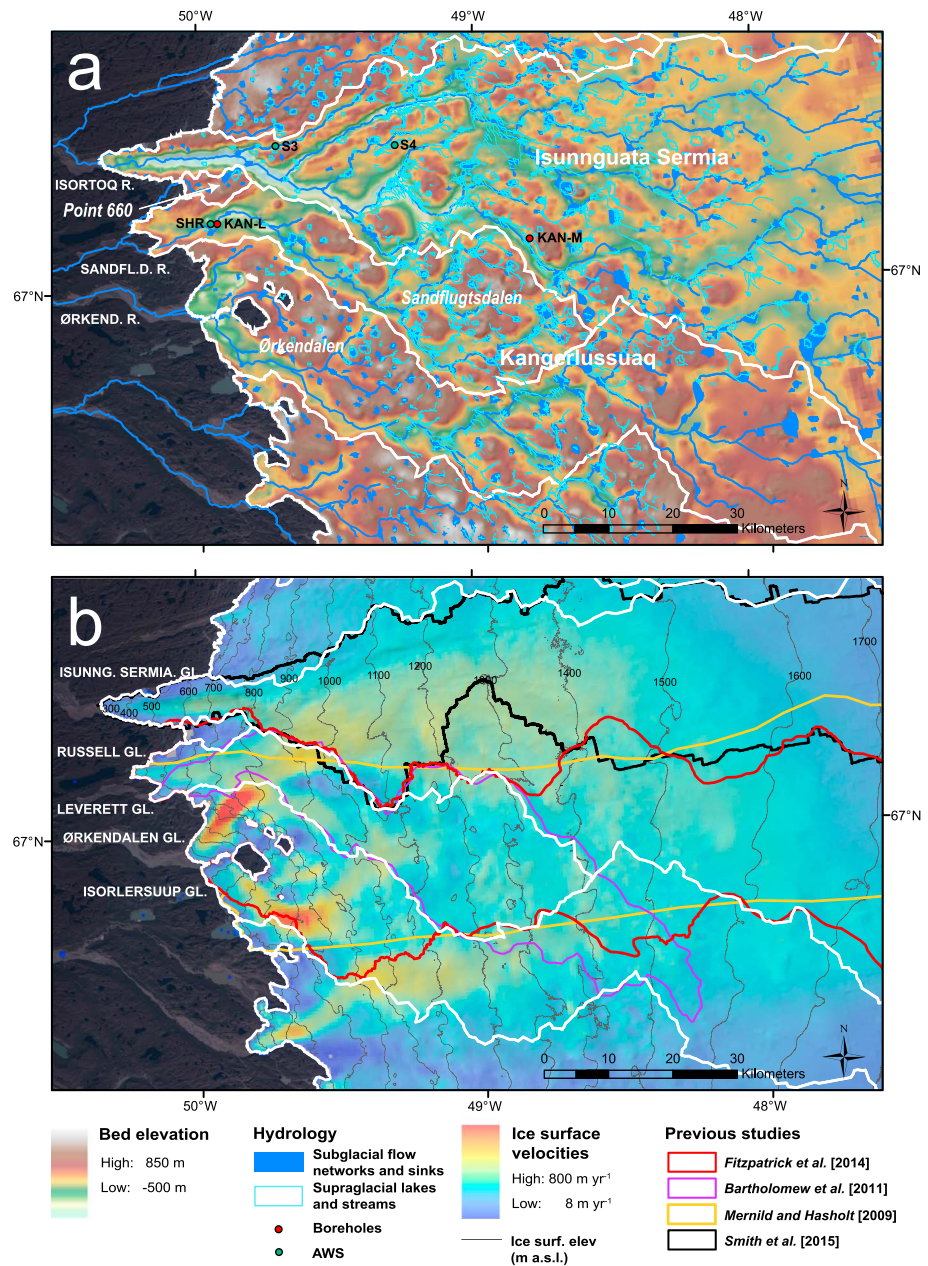 50°W
49°W
48°W
a
S3
S4
Isunnguata Sermia
ISORTOQ R.
Point 660
SHR
KAN-L
KAN-M
SANDFL.D. R.
67°N
67°N
Sandflugtsdalen
ØRKEND. R.
Ørkendalen
Kangerlussuaq
N
0 10 20 30
Kilometers
b
1700
ISUNNG. SERMIA. GL.
300
400
500
600
700
800
900
1000
1100
1200
1400
1500
1600
RUSSELL GL.
LEVERETT GL.
67°N
ØRKENDALEN GL.
67°N
ISORLERSUUP GL.
N
0 10 20 30
Kilometers
50°W
49°W
48°W
Bed elevation
High: 850 m
Low: -500 m
Hydrology
Subglacial flow
networks and sinks
Supraglacial lakes
and streams
Boreholes
AWS
Ice surface
velocities
High: 800 m yr⁻¹
Low: 8 m yr⁻¹
Ice surf. elev
(m a.s.l.)
Previous studies
Fitzpatrick et al. [2014]
Bartholomew et al. [2011]
Mernild and Hasholt [2009]
Smith et al. [2015]